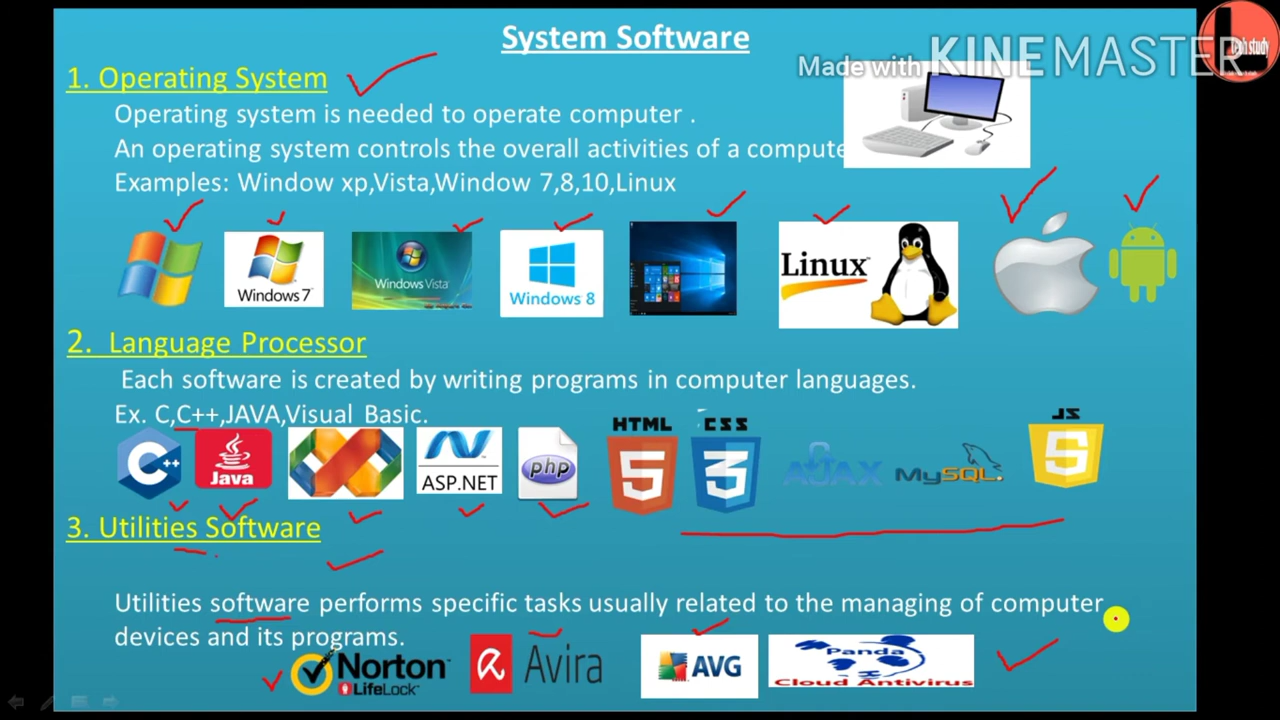 System Software
Made with KINEMASTER
1. Operating System
Operating system is needed to operate computer .
An operating system controls the overall activities of a compute
Examples: Window xp,Vista,Window 7,8,10,Linux
Windows 7
Windows Vista
Windows 8
Linux
2. Language Processor
Each software is created by writing programs in computer languages.
Ex. C,C++,JAVA,Visual Basic.
C++
Java
ASP.NET
php
HTML
5
CSS
3
AJAX
MySQL
JS
5
3. Utilities Software
Utilities software performs specific tasks usually related to the managing of computer
devices and its programs.
Norton
LifeLock
Avira
AVG
Panda
Cloud Antivirus